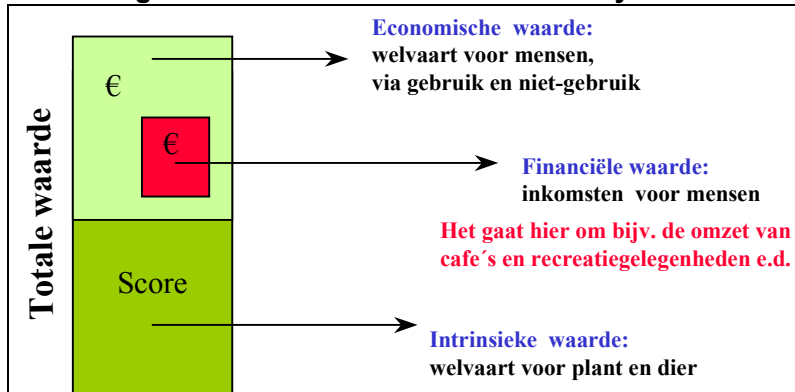 Totale waarde
€
€
Score
Economische waarde:
welvaart voor mensen,
via gebruik en niet-gebruik
Financiële waarde:
inkomsten voor mensen
Het gaat hier om bijv. de omzet van
cafe´s en recreatiegelegenheden e.d.
Intrinsieke waarde:
welvaart voor plant en dier